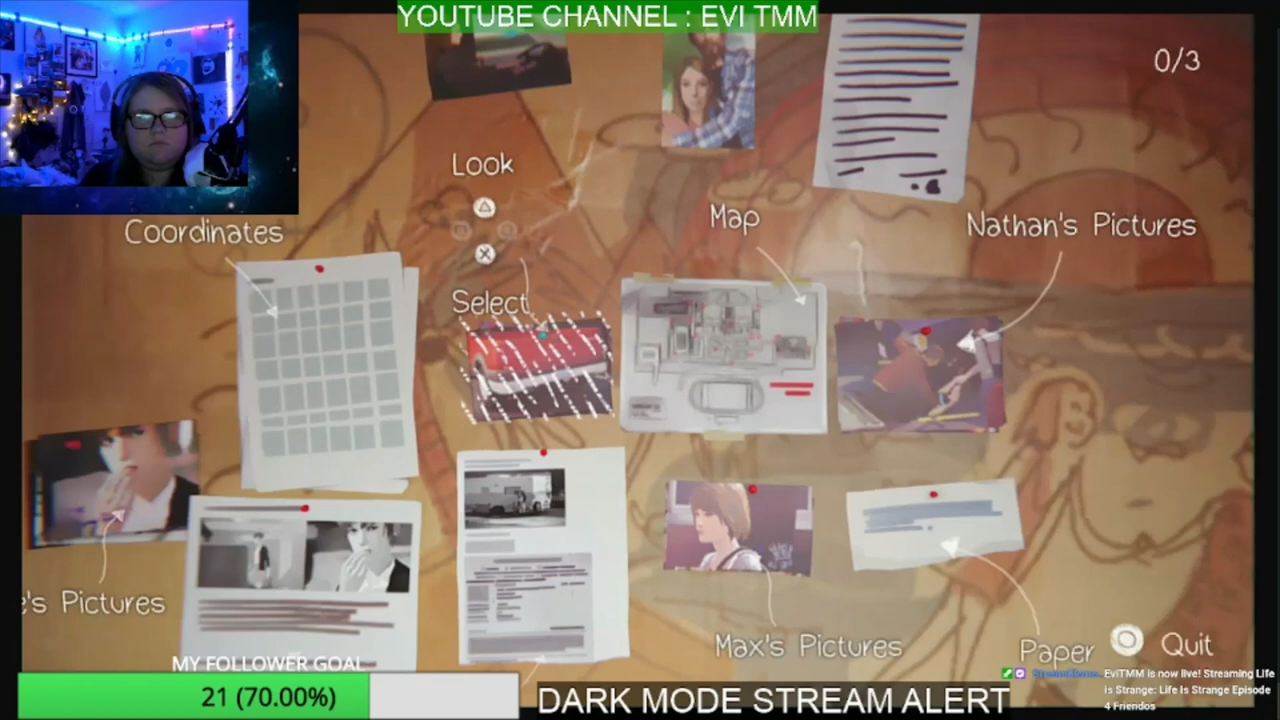 YOUTUBE CHANNEL : EVI TMM
0/3
Look
Coordinates
Map
Nathan's Pictures
Select
e's Pictures
Max's Pictures
Paper
Quit
MY FOLLOWER GOAL
21 (70.00%)
DARK MODE STREAM ALERT
EviTMM is now live! Streaming Life
is Strange: Life Is Strange Episode
4 Friendos